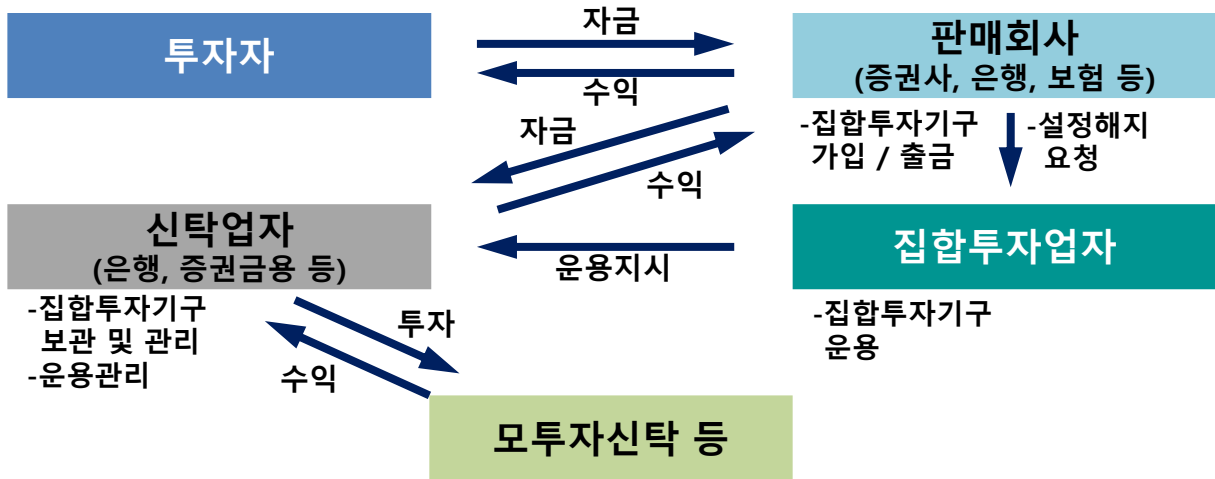 투자자
자금
수익
판매회사
(증권사, 은행, 보험 등)
-집합투자기구
가입 / 출금
-설정해지
요청
자금
수익
신탁업자
(은행, 증권금용 등)
운용지시
집합투자업자
-집합투자기구
보관 및 관리
-운용관리
투자
수익
-집합투자기구
운용
모투자신탁 등